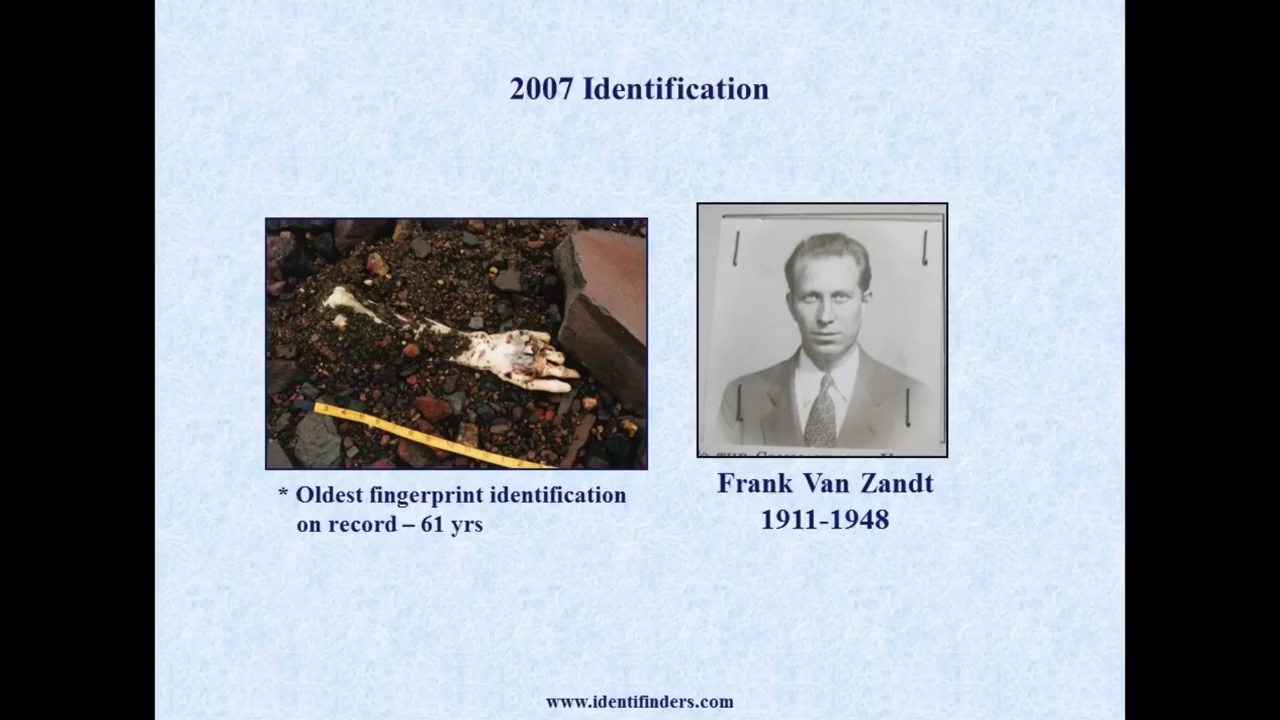 2007 Identification
* Oldest fingerprint identification
on record – 61 yrs
Frank Van Zandt
1911-1948
www.identifinders.com